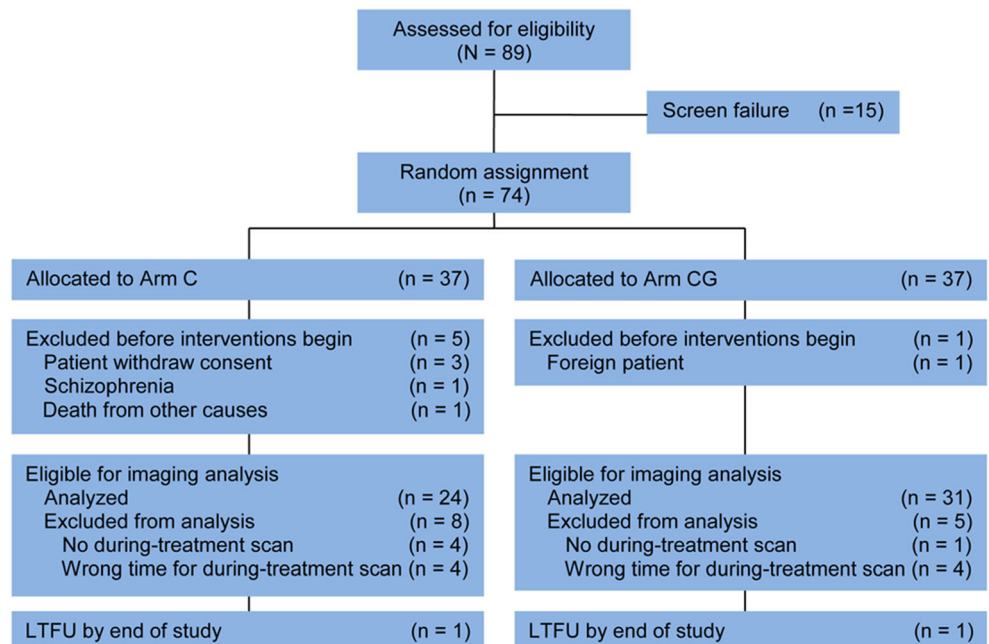 Assessed for eligibility
(N = 89)
Screen failure (n =15)
Random assignment
(n = 74)
Allocated to Arm C (n = 37)
Excluded before interventions begin (n = 5)
Patient withdraw consent (n = 3)
Schizophrenia (n = 1)
Death from other causes (n = 1)
Eligible for imaging analysis
Analyzed (n = 24)
Excluded from analysis (n = 8)
No during-treatment scan (n = 4)
Wrong time for during-treatment scan (n = 4)
LTFU by end of study (n = 1)
Allocated to Arm CG (n = 37)
Excluded before interventions begin (n = 1)
Foreign patient (n = 1)
Eligible for imaging analysis
Analyzed (n = 31)
Excluded from analysis (n = 5)
No during-treatment scan (n = 1)
Wrong time for during-treatment scan (n = 4)
LTFU by end of study (n = 1)